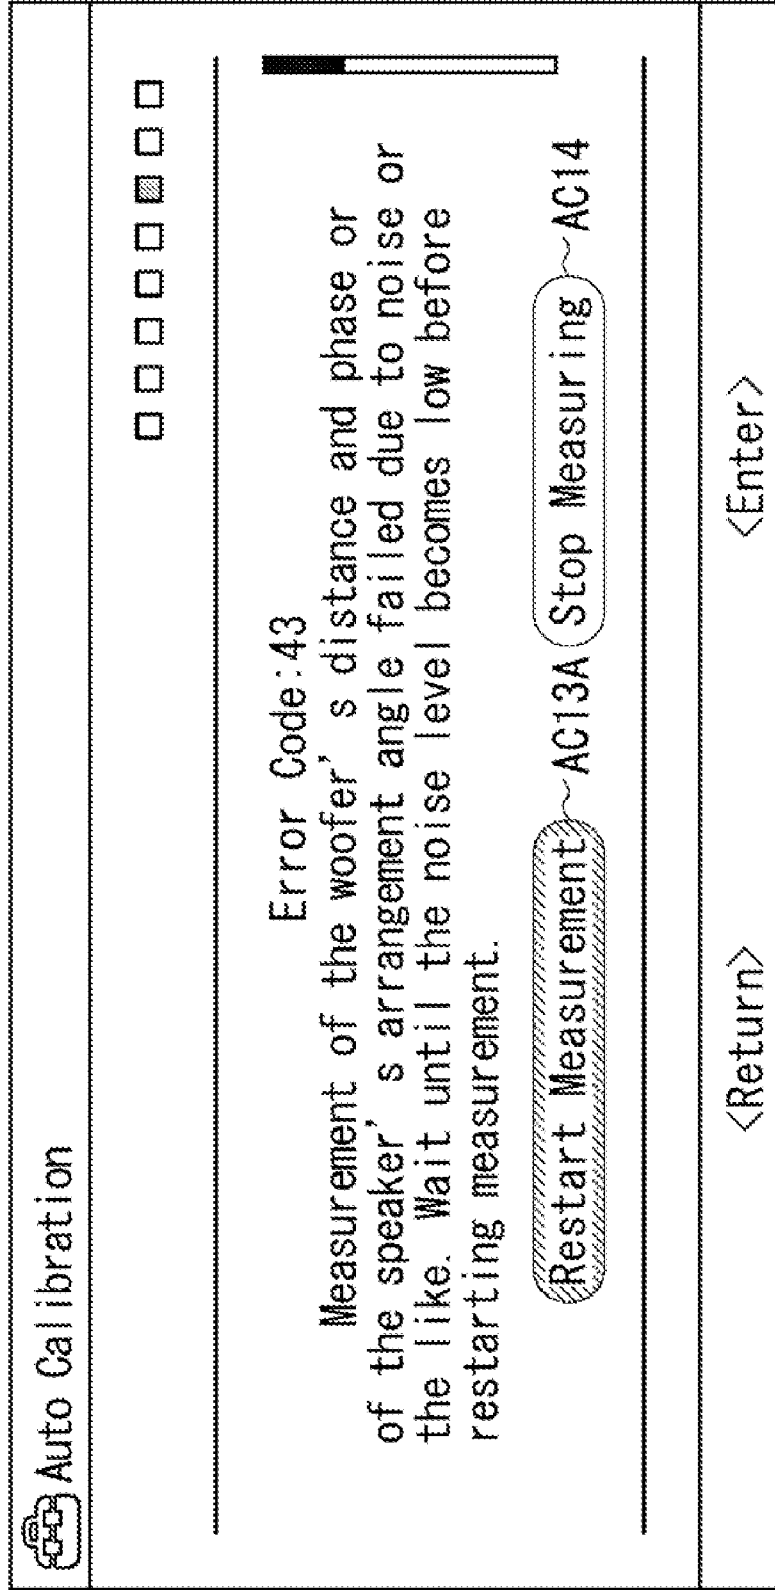 Auto Calibration
Error Code:43
Measurement of the woofer's distance and phase or
of the speaker's arrangement angle failed due to noise or
the like. Wait until the noise level becomes low before
restarting measurement.
Restart Measurement AC13A Stop Measuring AC14
<Return> <Enter>